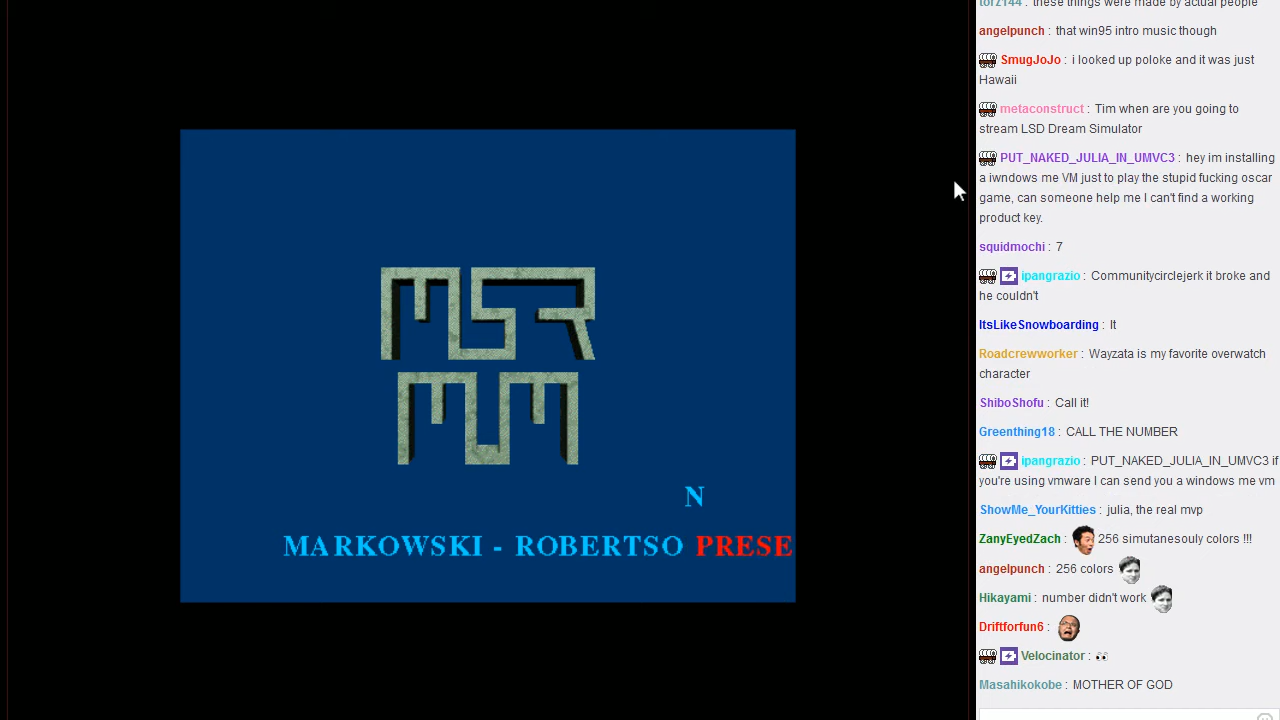 MSR
MUM
N
MARKOWSKI - ROBERTSO PRESE
torz144 : these things were made by actual people
angelpunch : that win95 intro music though
SmugJoJo : i looked up poloke and it was just
Hawaii
metaconstruct : Tim when are you going to
stream LSD Dream Simulator
PUT_NAKED_JULIA_IN_UMVC3 : hey im installing
a iwndows me VM just to play the stupid fucking oscar
game, can someone help me I can't find a working
product key.
squidmochi : 7
ipangrazio : Communitycirclejerk it broke and
he couldn't
ItsLikeSnowboarding : It
Roadcrewworker : Wayzata is my favorite overwatch
character
ShiboShofu : Call it!
Greenthing18 : CALL THE NUMBER
ipangrazio : PUT_NAKED_JULIA_IN_UMVC3 if
you're using vmware I can send you a windows me vm
ShowMe_YourKitties : julia, the real mvp
ZanyEyedZach : 256 simutanesouly colors !!!
angelpunch : 256 colors
Hikayami : number didn't work
Driftforfun6 :
Velocinator :
Masahikokobe : MOTHER OF GOD